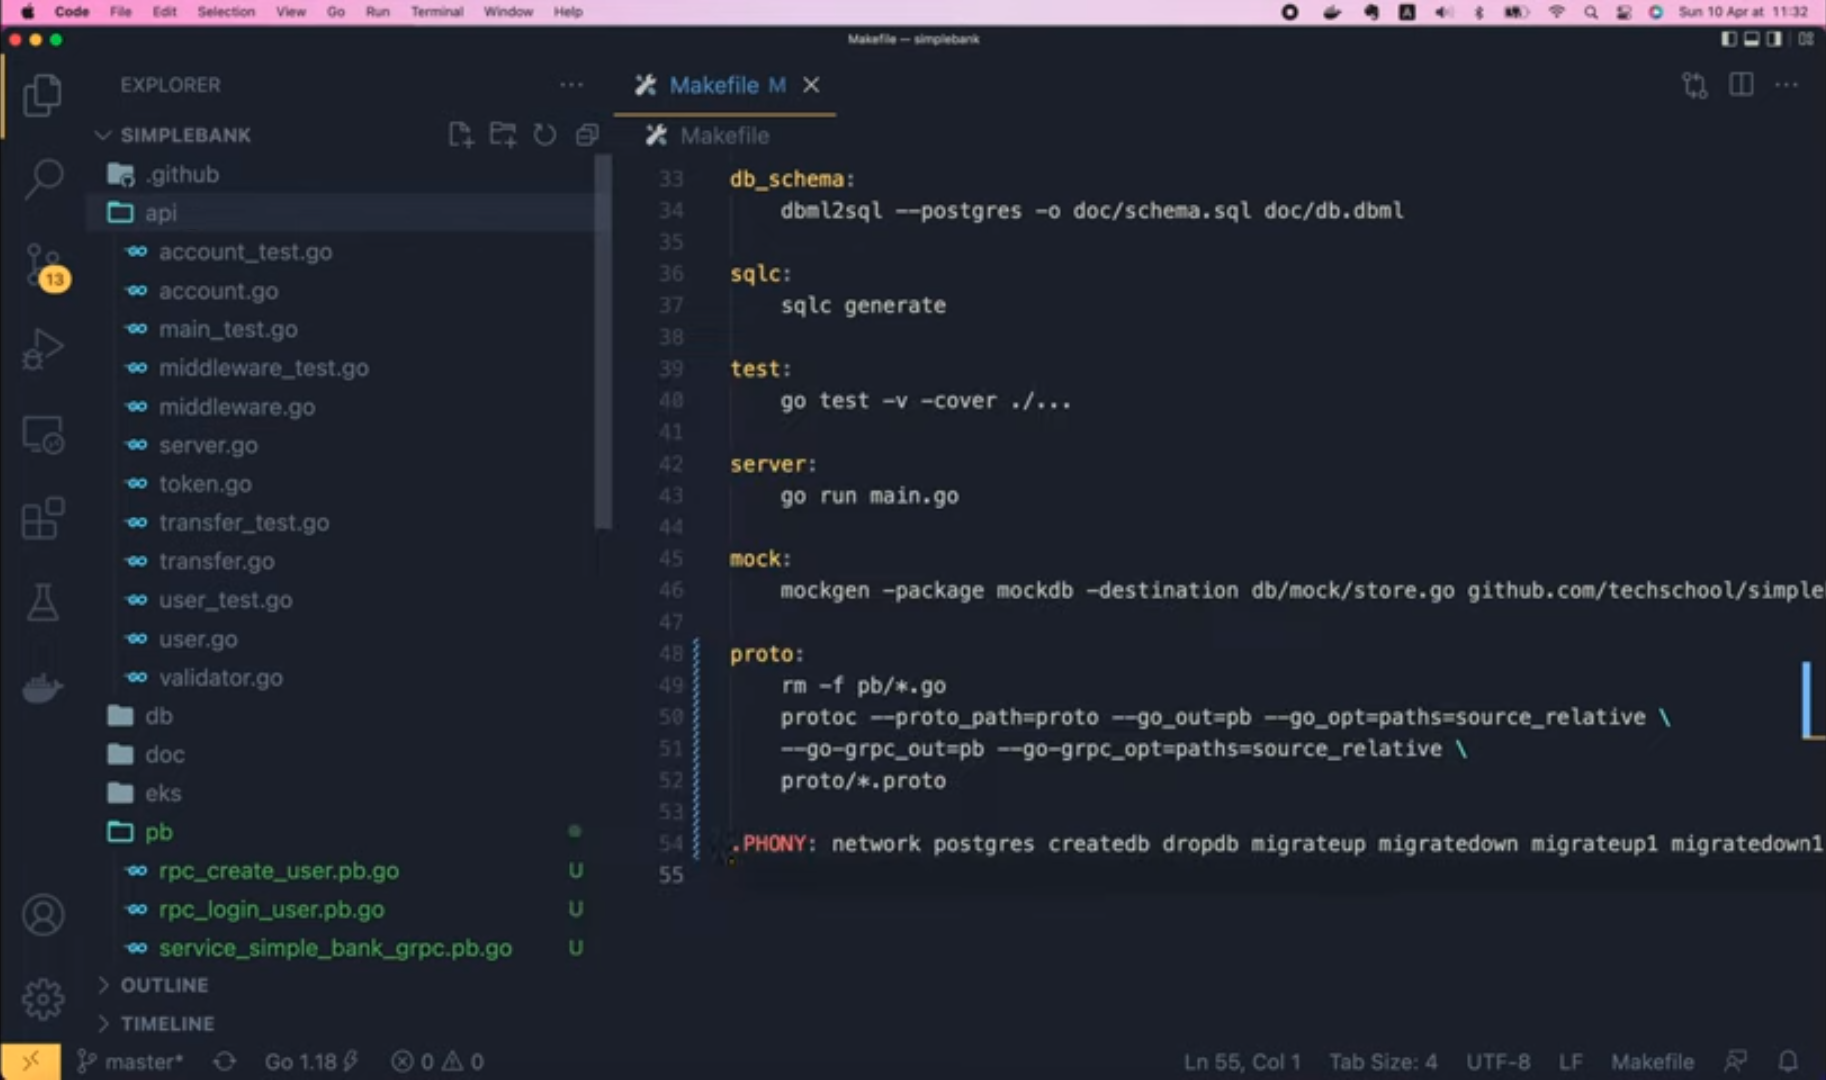 Code File Edit Selection View Go Run Terminal Window Help
A Sun 10 Apr at 11:32
Makefile — simplebank
EXPLORER
SIMPLEBANK
.github
api
account_test.go
account.go
main_test.go
middleware_test.go
middleware.go
server.go
token.go
transfer_test.go
transfer.go
user_test.go
user.go
validator.go
db
doc
eks
pb
rpc_create_user.pb.go U
rpc_login_user.pb.go U
service_simple_bank_grpc.pb.go U
OUTLINE
TIMELINE
13
Makefile M
Makefile
33 db_schema:
34 dbml2sql --postgres -o doc/schema.sql doc/db.dbml
35
36 sqlc:
37 sqlc generate
38
39 test:
40 go test -v -cover ./...
41
42 server:
43 go run main.go
44
45 mock:
46 mockgen -package mockdb -destination db/mock/store.go github.com/techschool/simple
47
48 proto:
49 rm -f pb/*.go
50 protoc --proto_path=proto --go_out=pb --go_opt=paths=source_relative \
51 --go-grpc_out=pb --go-grpc_opt=paths=source_relative \
52 proto/*.proto
53
54 .PHONY: network postgres createdb dropdb migrateup migratedown migrateup1 migratedown1
55
master* Go 1.18 0 0 Ln 55, Col 1 Tab Size: 4 UTF-8 LF Makefile